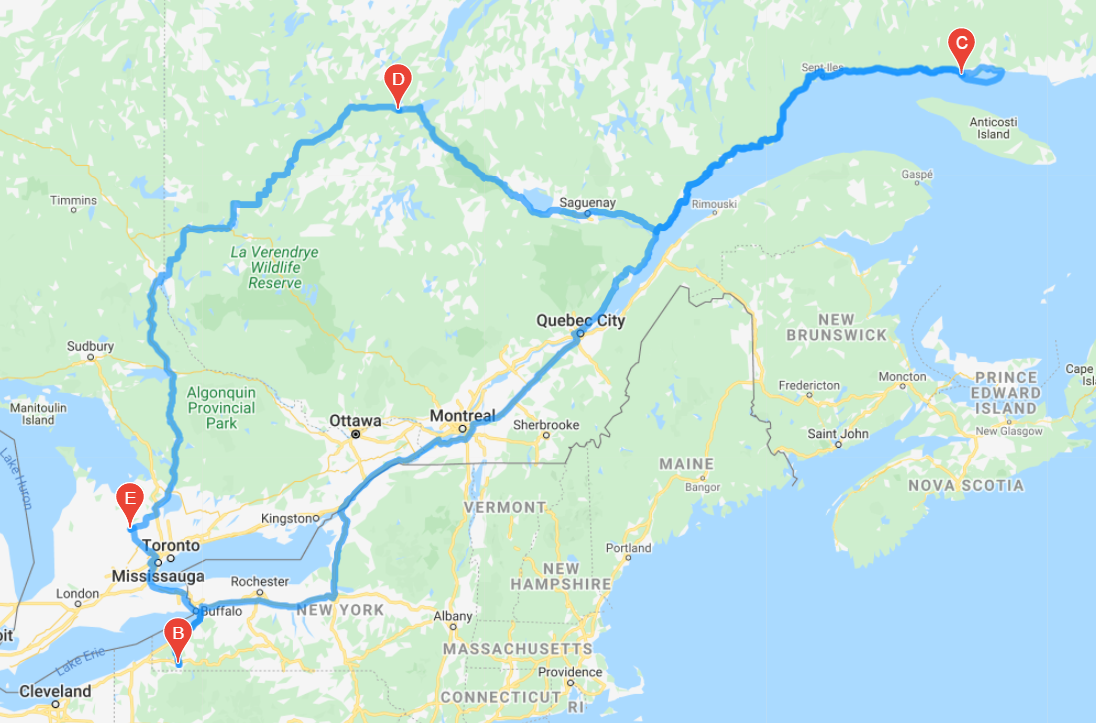 C
Sept Iles
D
Anticosti
Island
Gaspé
Timmins
Saguenay
Rimouski
La Verendrye
Wildlife
Reserve
Quebec City
NEW
BRUNSWICK
Sudbury
PRINCE
EDWARD
ISLAND
Cape
Moncton
Fredericton
Algonquin
Provincial
Park
Manitoulin
Island
Ottawa
Montreal
Sherbrooke
New Glasgow
Saint John
Lake Huron
MAINE
Bangor
NOVA SCOTIA
E
Kingston
VERMONT
Toronto
Portland
Mississauga
NEW
HAMPSHIRE
Rochester
London
Buffalo
NEW YORK
Albany
B
oit
MASSACHUSETTS
Lake Erie
Providence
Cleveland
CONNECTICUT
RI